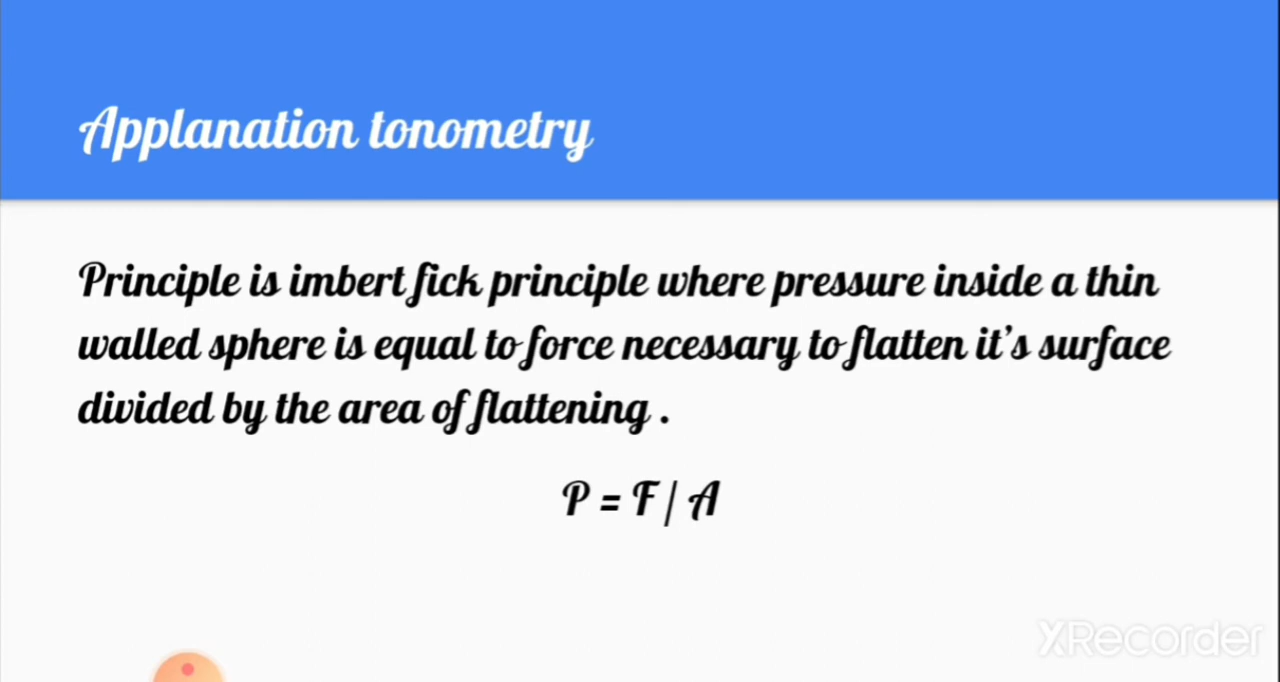 Applanation tonometry
Principle is imbert fick principle where pressure inside a thin
walled sphere is equal to force necessary to flatten it's surface
divided by the area of flattening .
P = F / A
XRecorder